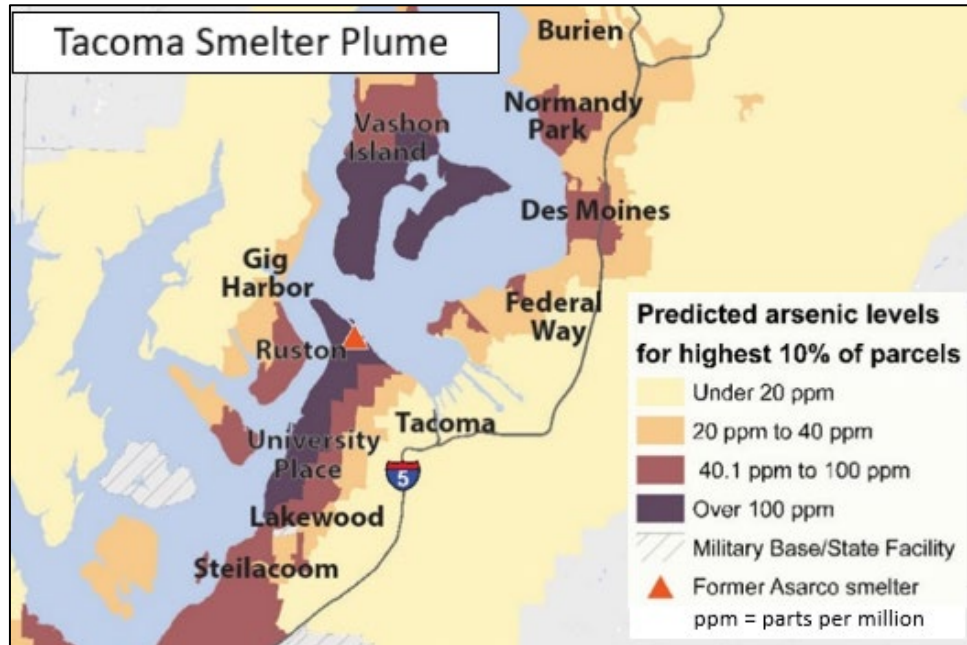 Tacoma Smelter Plume
Burien
Normandy
Park
Vashon
Island
Des Moines
Gig
Harbor
Federal
Way
Ruston
Tacoma
University
Place
5
Lakewood
Steilacoom
Predicted arsenic levels
for highest 10% of parcels
Under 20 ppm
20 ppm to 40 ppm
40.1 ppm to 100 ppm
Over 100 ppm
Military Base/State Facility
Former Asarco smelter
ppm = parts per million